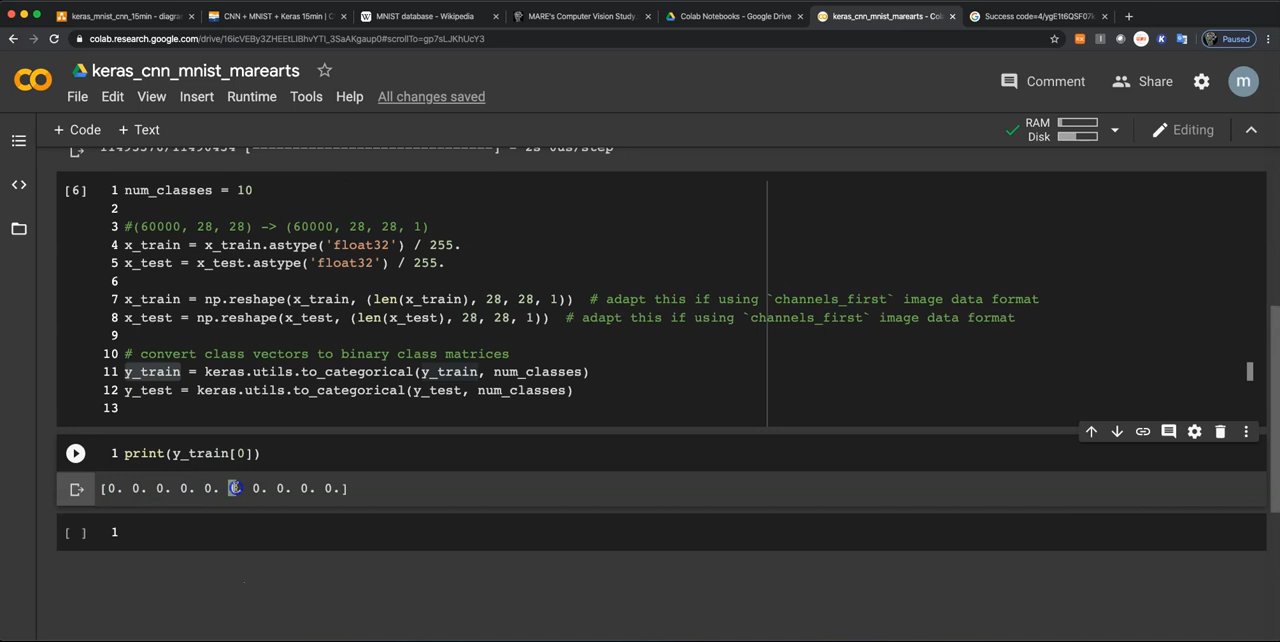 keras_mnist_cnn_15min - diagra
CNN + MNIST + Keras 15min | C
MNIST database - Wikipedia
MARE's Computer Vision Study.
Colab Notebooks - Google Drive
keras_cnn_mnist_marearts - Col
Success code=4/ygE1t6QSF07k
colab.research.google.com/drive/16icVEBy3ZHEEtLIBhvYTI_3SaAKgaup0#scrollTo=gp7sLJKhUcY3
Paused
keras_cnn_mnist_marearts
Comment
Share
m
File Edit View Insert Runtime Tools Help All changes saved
+ Code + Text
RAM
Disk
Editing
[6]
1 num_classes = 10
2
3 #(60000, 28, 28) -> (60000, 28, 28, 1)
4 x_train = x_train.astype('float32') / 255.
5 x_test = x_test.astype('float32') / 255.
6
7 x_train = np.reshape(x_train, (len(x_train), 28, 28, 1)) # adapt this if using `channels_first` image data format
8 x_test = np.reshape(x_test, (len(x_test), 28, 28, 1)) # adapt this if using `channels_first` image data format
9
10 # convert class vectors to binary class matrices
11 y_train = keras.utils.to_categorical(y_train, num_classes)
12 y_test = keras.utils.to_categorical(y_test, num_classes)
13
1 print(y_train[0])
[0. 0. 0. 0. 0. 0. 0. 0. 0.]
[ ] 1